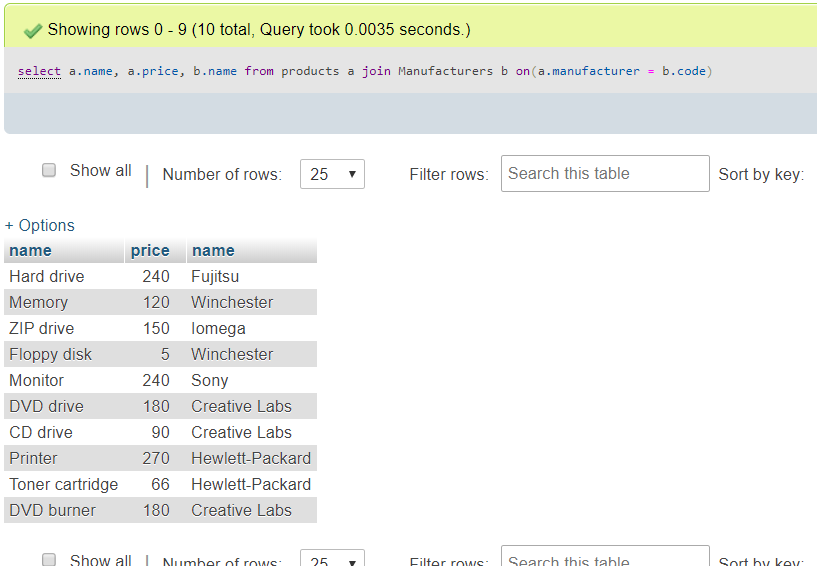 Showing rows 0 - 9 (10 total, Query took 0.0035 seconds.)
select a.name, a.price, b.name from products a join Manufacturers b on(a.manufacturer = b.code)
Show all | Number of rows: 25 Filter rows: Search this table Sort by key:
+ Options
name price name
Hard drive 240 Fujitsu
Memory 120 Winchester
ZIP drive 150 Iomega
Floppy disk 5 Winchester
Monitor 240 Sony
DVD drive 180 Creative Labs
CD drive 90 Creative Labs
Printer 270 Hewlett-Packard
Toner cartridge 66 Hewlett-Packard
DVD burner 180 Creative Labs
Show all | Number of rows: 25 Filter rows: Search this table Sort by key: